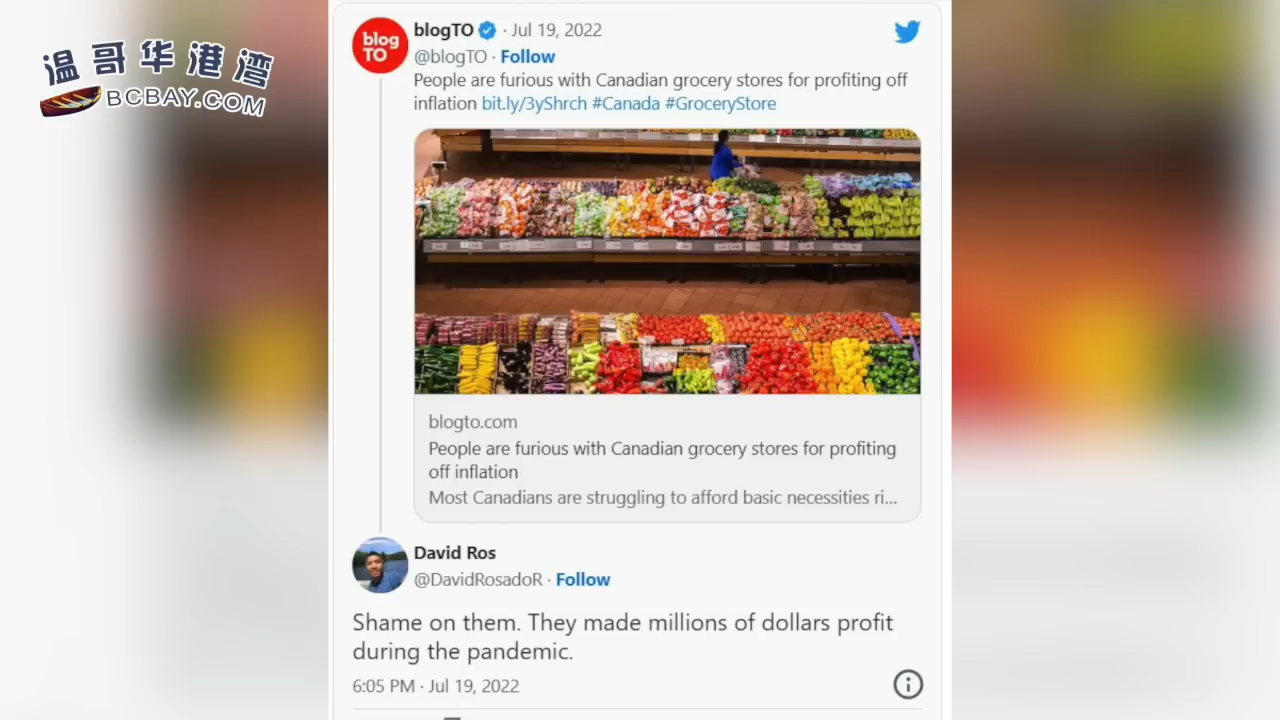 温哥华港湾
BCBAY.COM
blog
TO
blogTO · Jul 19, 2022
@blogTO · Follow
People are furious with Canadian grocery stores for profiting off
inflation bit.ly/3yShrch #Canada #GroceryStore
blogto.com
People are furious with Canadian grocery stores for profiting
off inflation
Most Canadians are struggling to afford basic necessities ri...
David Ros
@DavidRosadoR · Follow
Shame on them. They made millions of dollars profit
during the pandemic.
6:05 PM · Jul 19, 2022